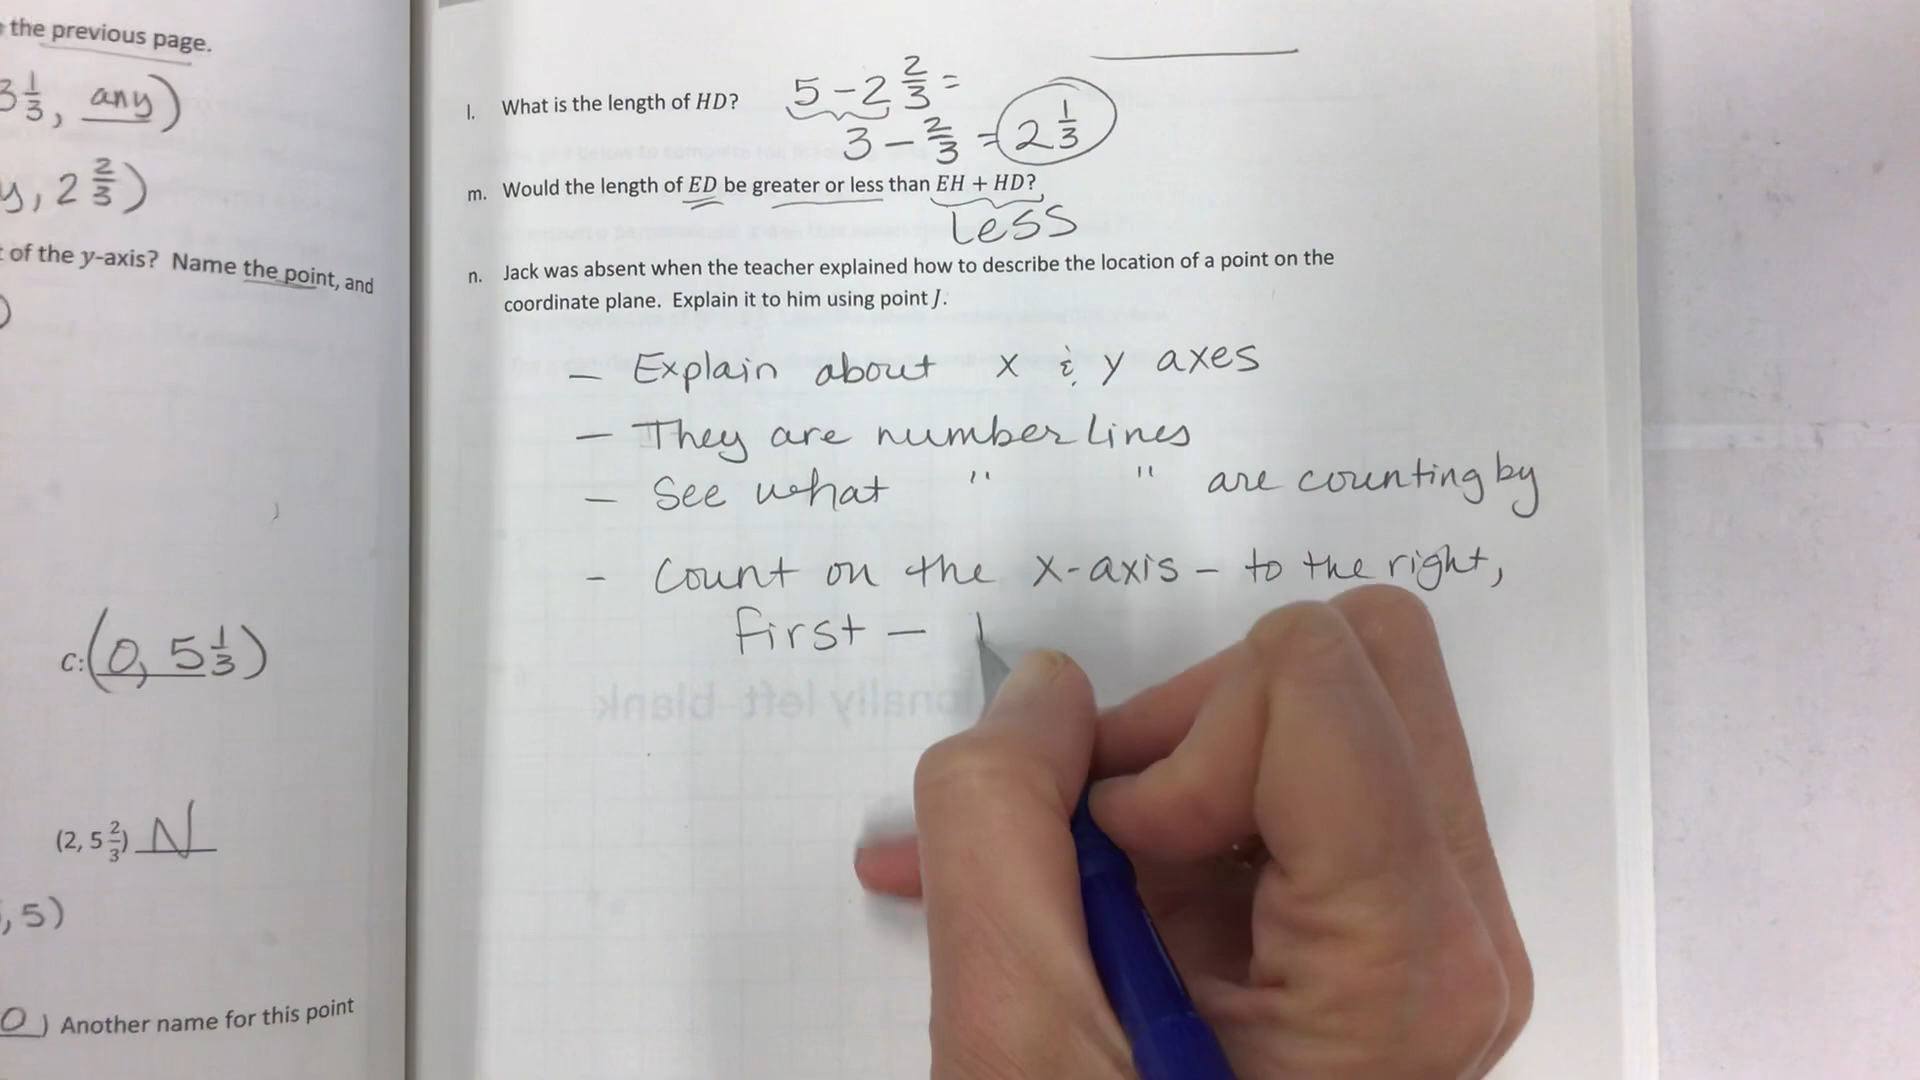 the previous page.
3 1/3, any)
y, 2 2/3)
of the y-axis? Name the point, and
)
C: (0, 5 1/3)
(2, 5 2/3) N
, 5)
0 ) Another name for this point
l. What is the length of HD? 5 - 2 2/3 =
3 - 2/3 = 2 1/3
m. Would the length of ED be greater or less than EH + HD?
Less
n. Jack was absent when the teacher explained how to describe the location of a point on the
coordinate plane. Explain it to him using point J.
- Explain about x & y axes
- They are number lines
- See what " " are counting by
- Count on the x-axis - to the right,
first -